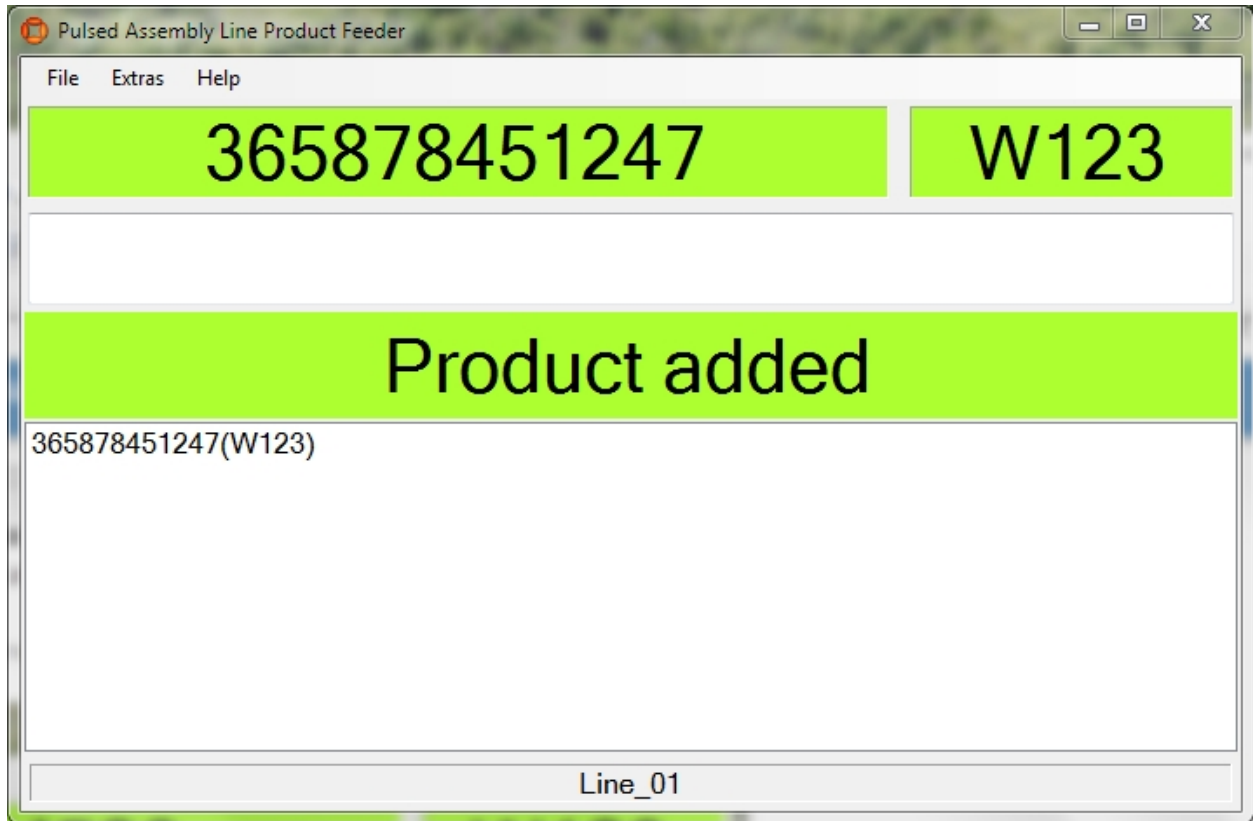 Pulsed Assembly Line Product Feeder
File Extras Help
365878451247 W123
Product added
365878451247(W123)
Line_01